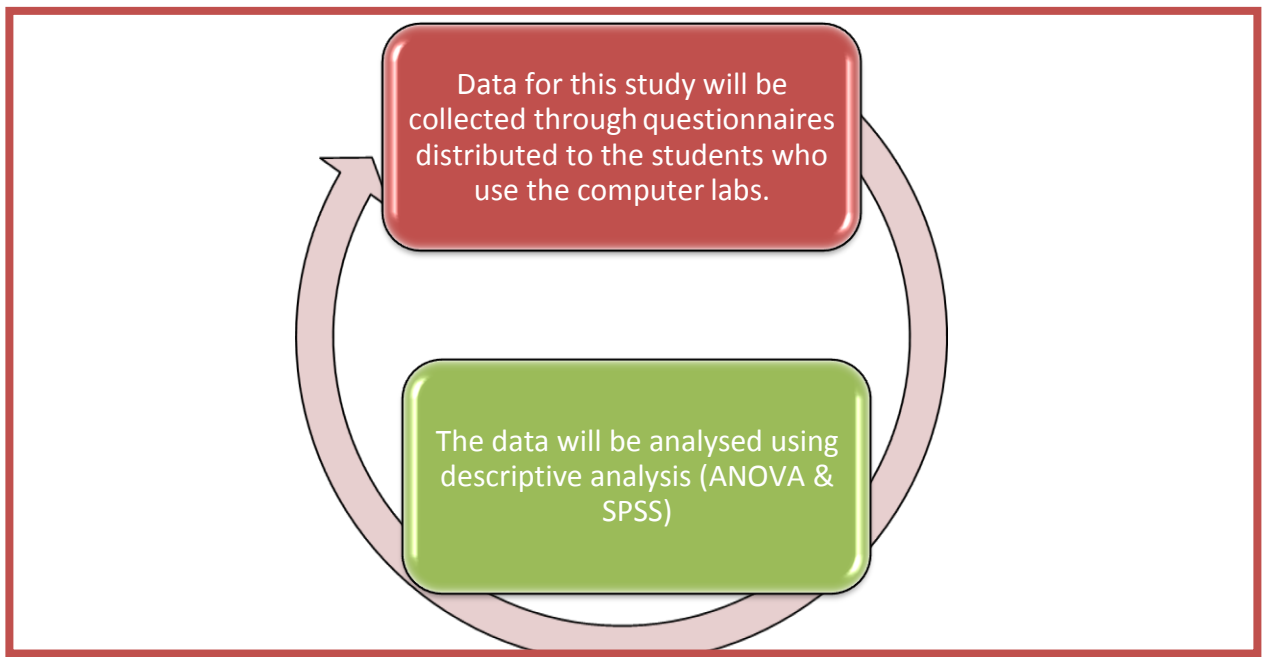 Data for this study will be
collected through questionnaires
distributed to the students who
use the computer labs.
The data will be analysed using
descriptive analysis (ANOVA &
SPSS)